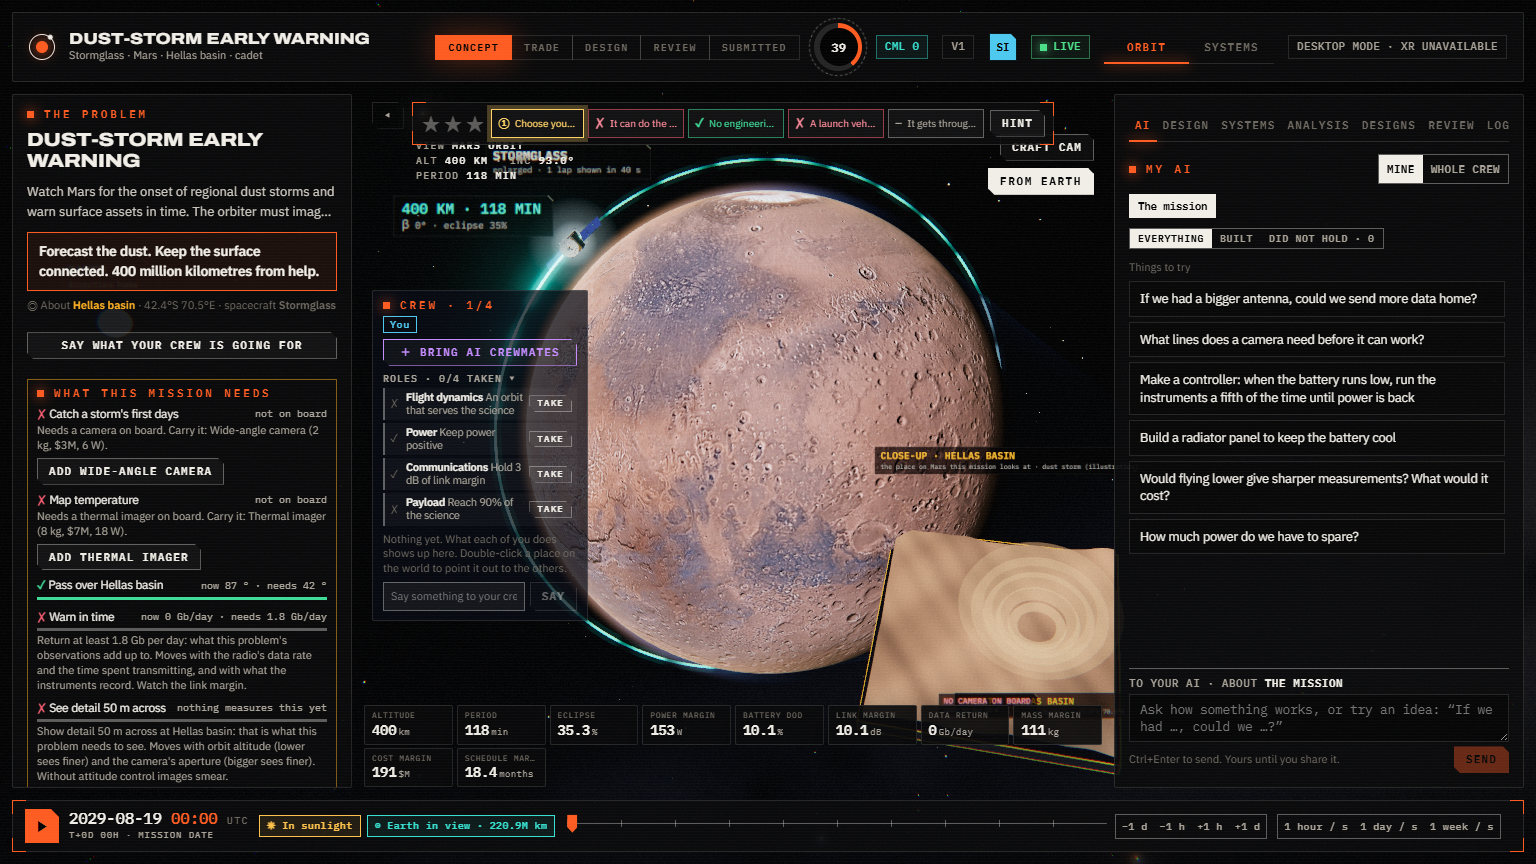 DUST-STORM EARLY WARNING
Stormglass · Mars · Hellas basin · cadet
CONCEPT
TRADE
DESIGN
REVIEW
SUBMITTED
39
CML 0
V1
SI
LIVE
ORBIT
SYSTEMS
DESKTOP MODE · XR UNAVAILABLE
THE PROBLEM
DUST-STORM EARLY
WARNING
Watch Mars for the onset of regional dust storms and
warn surface assets in time. The orbiter must imag…
Forecast the dust. Keep the surface
connected. 400 million kilometres from help.
About Hellas basin · 42.4°S 70.5°E · spacecraft Stormglass
SAY WHAT YOUR CREW IS GOING FOR
WHAT THIS MISSION NEEDS
✗ Catch a storm's first days not on board
Needs a camera on board. Carry it: Wide-angle camera (2
kg, $3M, 6 W).
ADD WIDE-ANGLE CAMERA
✗ Map temperature not on board
Needs a thermal imager on board. Carry it: Thermal imager
(8 kg, $7M, 18 W).
ADD THERMAL IMAGER
✓ Pass over Hellas basin now 87 ° · needs 42 °
✗ Warn in time now 0 Gb/day · needs 1.8 Gb/day
Return at least 1.8 Gb per day: what this problem's
observations add up to. Moves with the radio's data rate
and the time spent transmitting, and with what the
instruments record. Watch the link margin.
✗ See detail 50 m across nothing measures this yet
Show detail 50 m across at Hellas basin: that is what this
problem needs to see. Moves with orbit altitude (lower
sees finer) and the camera's aperture (bigger sees finer).
Without attitude control images smear.
★★★
① Choose you…
✗ It can do the …
✓ No engineeri…
✗ A launch veh…
– It gets throug…
HINT
CRAFT CAM
FROM EARTH
VIEW MARS ORBIT
ALT 400 KM · INC 93.0°
PERIOD 118 MIN
STORMGLASS
enlarged · 1 lap shown in 40 s
400 KM · 118 MIN
β 0° · eclipse 35%
CREW · 1/4
You
+ BRING AI CREWMATES
ROLES · 0/4 TAKEN ▾
✗ Flight dynamics An orbit
that serves the science
TAKE
✓ Power Keep power
positive
TAKE
✓ Communications Hold 3
dB of link margin
TAKE
✗ Payload Reach 90% of
the science
TAKE
Nothing yet. What each of you does
shows up here. Double-click a place on
the world to point it out to the others.
Say something to your cre
SAY
CLOSE-UP · HELLAS BASIN
the place on Mars this mission looks at · dust storm (illustr
NO CAMERA ON BOARD
S BASIN
ALTITUDE
400 km
PERIOD
118 min
ECLIPSE
35.3 %
POWER MARGIN
153 W
BATTERY DOD
10.1 %
LINK MARGIN
10.1 dB
DATA RETURN
0 Gb/day
MASS MARGIN
111 kg
COST MARGIN
191 $M
SCHEDULE MAR…
18.4 months
AI
DESIGN
SYSTEMS
ANALYSIS
DESIGNS
REVIEW
LOG
MY AI
MINE
WHOLE CREW
The mission
EVERYTHING
BUILT
DID NOT HOLD · 0
Things to try
If we had a bigger antenna, could we send more data home?
What lines does a camera need before it can work?
Make a controller: when the battery runs low, run the
instruments a fifth of the time until power is back
Build a radiator panel to keep the battery cool
Would flying lower give sharper measurements? What would it
cost?
How much power do we have to spare?
TO YOUR AI · ABOUT THE MISSION
Ask how something works, or try an idea: “If we
had …, could we …?”
Ctrl+Enter to send. Yours until you share it.
SEND
2029-08-19 00:00 UTC
T+0D 00H · MISSION DATE
In sunlight
Earth in view · 220.9M km
−1 d
−1 h
+1 h
+1 d
1 hour / s
1 day / s
1 week / s